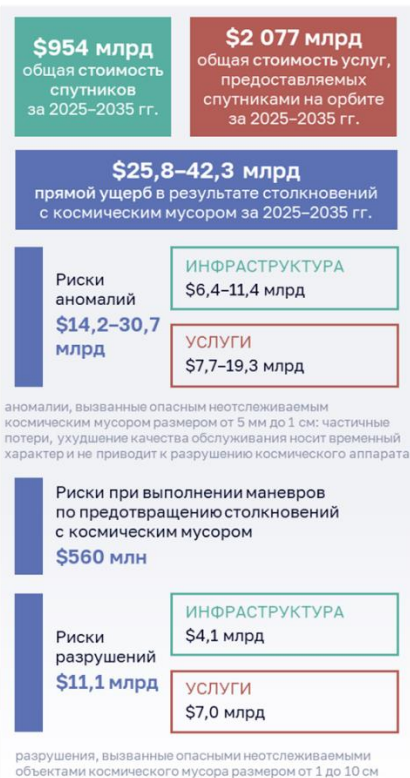 $954 млрд
общая стоимость
спутников
за 2025–2035 гг.
$2 077 млрд
общая стоимость услуг,
предоставляемых
спутниками на орбите
за 2025–2035 гг.
$25,8–42,3 млрд
прямой ущерб в результате столкновений
с космическим мусором за 2025–2035 гг.
Риски
аномалий
$14,2–30,7
млрд
ИНФРАСТРУКТУРА
$6,4–11,4 млрд
УСЛУГИ
$7,7–19,3 млрд
аномалии, вызванные опасным неотслеживаемым
космическим мусором размером от 5 мм до 1 см: частичные
потери, ухудшение качества обслуживания носит временный
характер и не приводит к разрушению космического аппарата
Риски при выполнении маневров
по предотвращению столкновений
с космическим мусором
$560 млн
Риски
разрушений
$11,1 млрд
ИНФРАСТРУКТУРА
$4,1 млрд
УСЛУГИ
$7,0 млрд
разрушения, вызванные опасными неотслеживаемыми
объектами космического мусора размером от 1 до 10 см